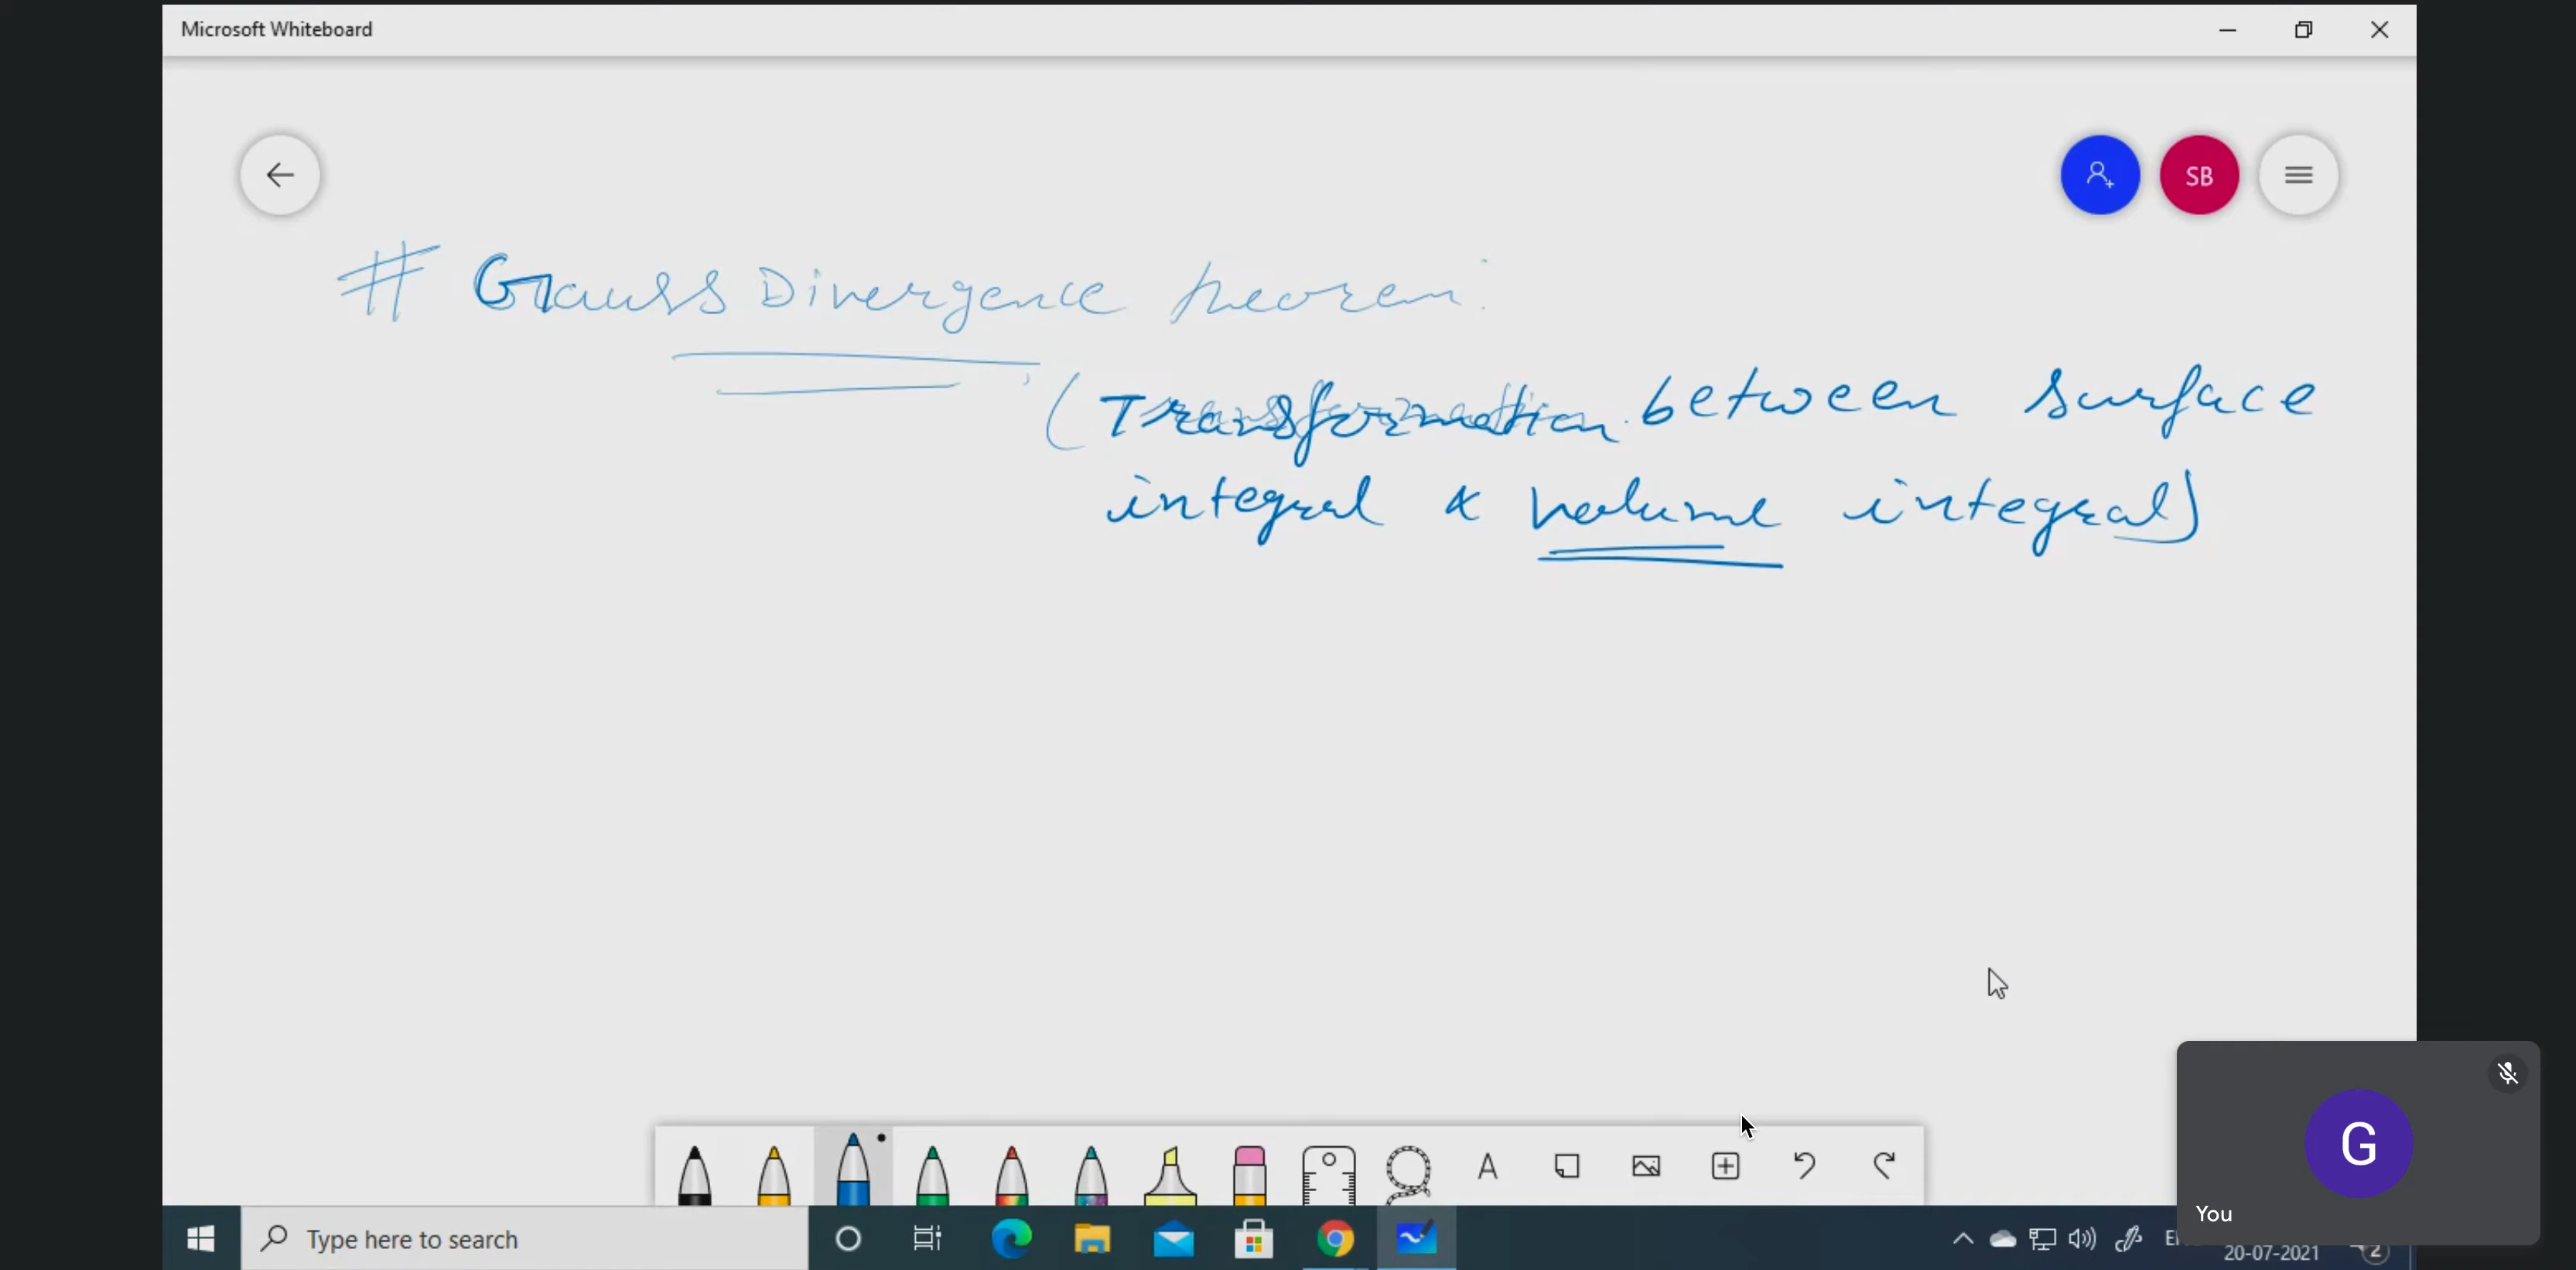 Microsoft Whiteboard
SB
# Gauss Divergence theorem:
(Transformation between surface
integral & volume integral)
A
G
You
Type here to search
20-07-2021
2